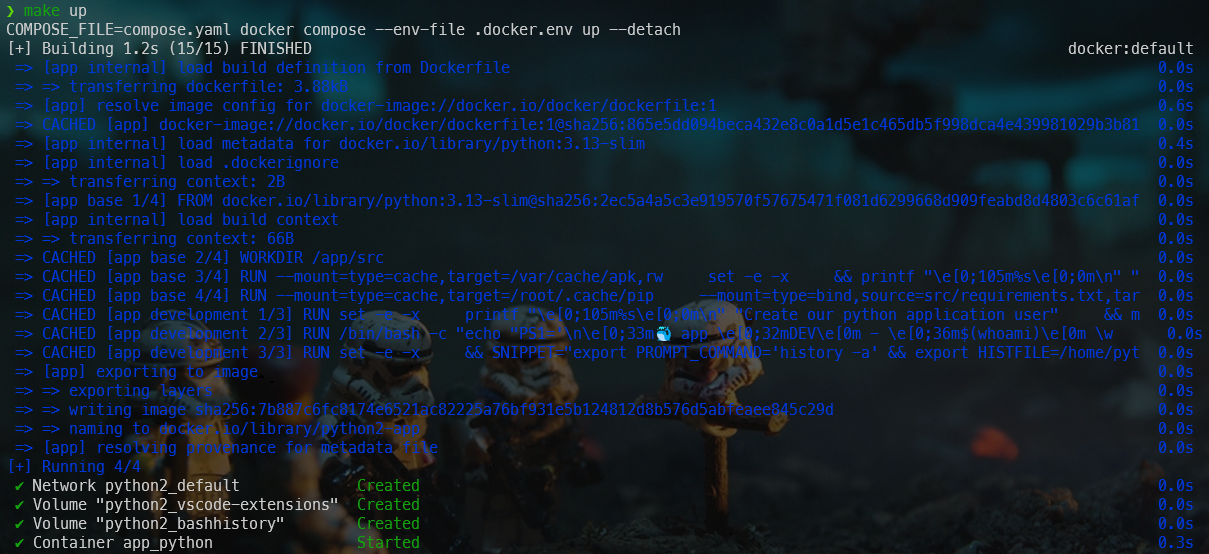 ❯ make up
COMPOSE_FILE=compose.yaml docker compose --env-file .docker.env up --detach
[+] Building 1.2s (15/15) FINISHED docker:default
=> [app internal] load build definition from Dockerfile 0.0s
=> => transferring dockerfile: 3.88kB 0.0s
=> [app] resolve image config for docker-image://docker.io/docker/dockerfile:1 0.6s
=> CACHED [app] docker-image://docker.io/docker/dockerfile:1@sha256:865e5dd094beca432e8c0a1d5e1c465db5f998dca4e439981029b3b81 0.0s
=> [app internal] load metadata for docker.io/library/python:3.13-slim 0.4s
=> [app internal] load .dockerignore 0.0s
=> => transferring context: 2B 0.0s
=> [app base 1/4] FROM docker.io/library/python:3.13-slim@sha256:2ec5a4a5c3e919570f57675471f081d6299668d909feabd8d4803c6c61af 0.0s
=> [app internal] load build context 0.0s
=> => transferring context: 66B 0.0s
=> CACHED [app base 2/4] WORKDIR /app/src 0.0s
=> CACHED [app base 3/4] RUN --mount=type=cache,target=/var/cache/apk,rw set -e -x && printf "\e[0;105m%s\e[0;0m\n" " 0.0s
=> CACHED [app base 4/4] RUN --mount=type=cache,target=/root/.cache/pip --mount=type=bind,source=src/requirements.txt,tar 0.0s
=> CACHED [app development 1/3] RUN set -e -x printf "\e[0;105m%s\e[0;0m\n" "Create our python application user" && m 0.0s
=> CACHED [app development 2/3] RUN /bin/bash -c "echo "PS1='\n\e[0;33m🐳 app \e[0;32mDEV\e[0m - \e[0;36m$(whoami)\e[0m \w 0.0s
=> CACHED [app development 3/3] RUN set -e -x && SNIPPET="export PROMPT_COMMAND='history -a' && export HISTFILE=/home/pyt 0.0s
=> [app] exporting to image 0.0s
=> => exporting layers 0.0s
=> => writing image sha256:7b887c6fc8174e6521ac82225a76bf931e5b124812d8b576d5abfeaee845c29d 0.0s
=> => naming to docker.io/library/python2-app 0.0s
=> [app] resolving provenance for metadata file 0.0s
[+] Running 4/4
✔ Network python2_default Created 0.0s
✔ Volume "python2_vscode-extensions" Created 0.0s
✔ Volume "python2_bashhistory" Created 0.0s
✔ Container app_python Started 0.3s